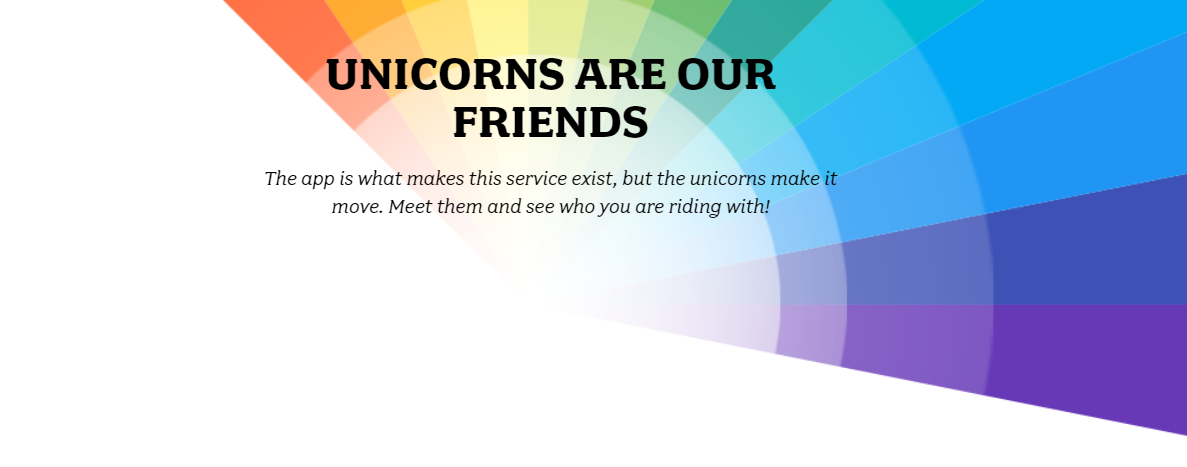 UNICORNS ARE OUR
FRIENDS
The app is what makes this service exist, but the unicorns make it
move. Meet them and see who you are riding with!